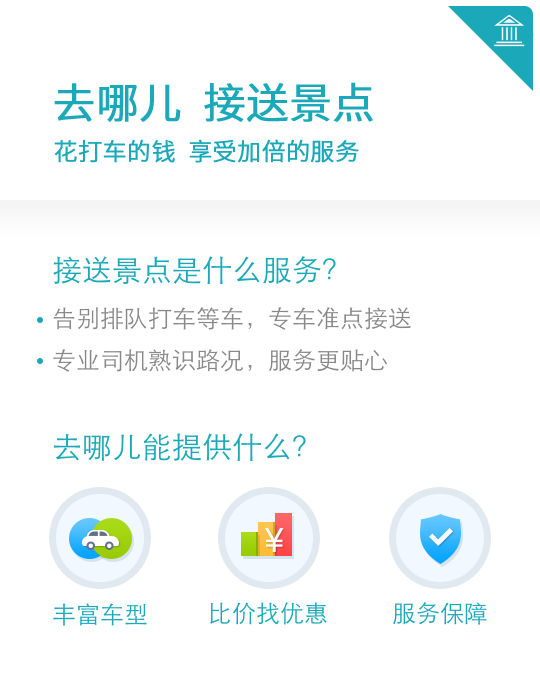 去哪儿 接送景点
花打车的钱 享受加倍的服务
接送景点是什么服务？
告别排队打车等车，专车准点接送
专业司机熟识路况，服务更贴心
去哪儿能提供什么？
¥
丰富车型
比价找优惠
服务保障